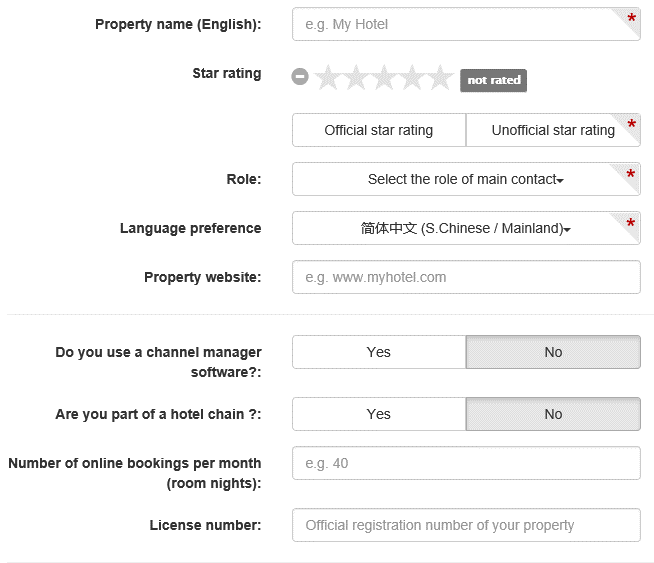 Property name (English):
e.g. My Hotel
*
Star rating
not rated
Official star rating
Unofficial star rating
*
Role:
Select the role of main contact
*
Language preference
简体中文 (S.Chinese / Mainland)
*
Property website:
e.g. www.myhotel.com
Do you use a channel manager
software?:
Yes
No
Are you part of a hotel chain ?:
Yes
No
Number of online bookings per month
(room nights):
e.g. 40
License number:
Official registration number of your property